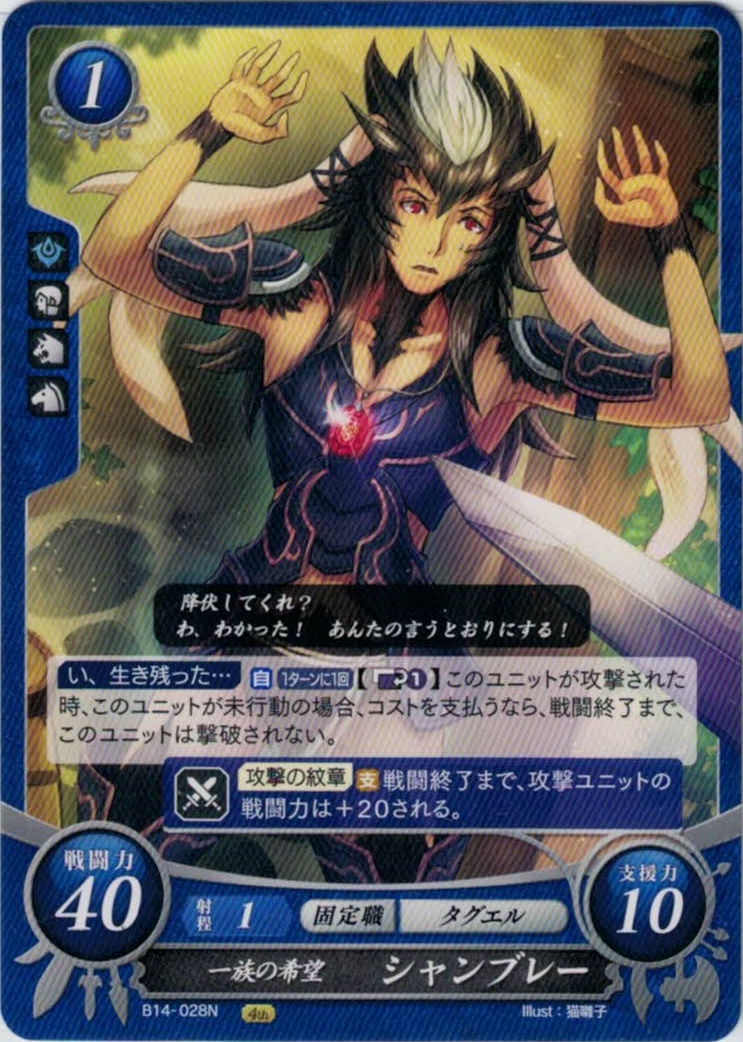 1
降伏してくれ？
わ、わかった！　あんたの言うとおりにする！
い、生き残った… 自 1ターンに1回【1】このユニットが攻撃された
時、このユニットが未行動の場合、コストを支払うなら、戦闘終了まで、
このユニットは撃破されない。
攻撃の紋章 支 戦闘終了まで、攻撃ユニットの
戦闘力は＋20される。
戦闘力
40
射程 1 固定職 タグエル
支援力
10
一族の希望 シャンブレー
B14-028N 4th Illust：猫囃子